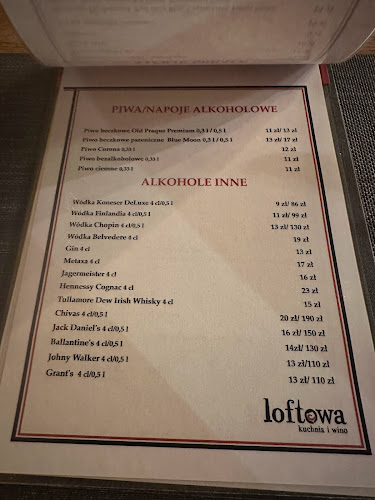 PIWA/NAPOJE ALKOHOLOWE
Piwo beczkowe Old Prague Premium 0,3 l / 0,5 l 11 zł/ 13 zł
Piwo beczkowe pszeniczne Blue Moon 0,3 l / 0,5 l 13 zł/ 17 zł
Piwo Corona 0,33 l 12 zł
Piwo bezalkoholowe 0,33 l 11 zł
Piwo ciemne 0,33 l 11 zł
ALKOHOLE INNE
Wódka Koneser DeLuxe 4 cl/0,5 l 9 zł/ 86 zł
Wódka Finlandia 4 cl/0,5 l 11 zł/ 99 zł
Wódka Chopin 4 cl/0,5 l 13 zł/ 130 zł
Wódka Belvedere 4 cl 19 zł
Gin 4 cl 13 zł
Metaxa 4 cl 17 zł
Jagermeister 4 cl 16 zł
Hennessy Cognac 4 cl 23 zł
Tullamore Dew Irish Whisky 4 cl 15 zł
Chivas 4 cl/0,5 l 20 zł/ 190 zł
Jack Daniel's 4 cl/0,5 l 16 zł/ 150 zł
Ballantine's 4 cl/0,5 l 14zł/ 130 zł
Johny Walker 4 cl/0,5 l 13 zł/110 zł
Grant's 4 cl/0,5 l 13 zł/ 110 zł
loftowa
kuchnia i wino